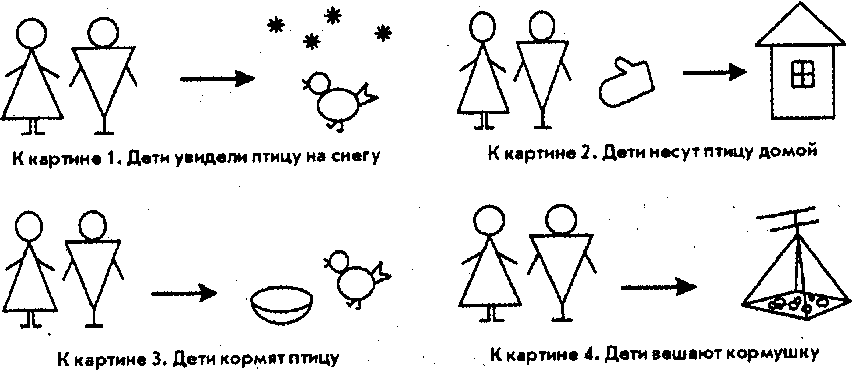 К картине 1. Дети увидели птицу на снегу
К картине 2. Дети несут птицу домой
К картине 3. Дети кормят птицу
К картине 4. Дети вешают кормушку